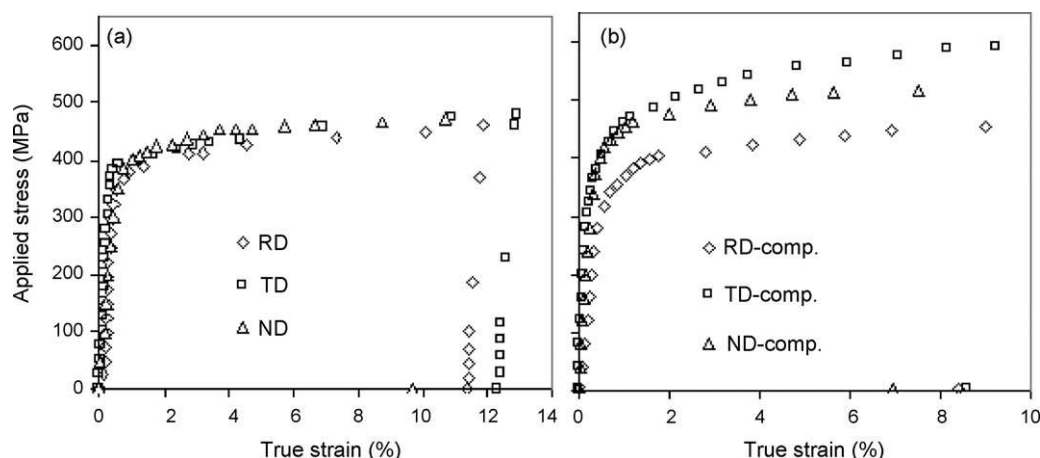 (a)
600
500
400
300
200
100
0
Applied stress (MPa)
RD
TD
ND
0 2 4 6 8 10 12 14
True strain (%)
(b)
RD-comp.
TD-comp.
ND-comp.
0 2 4 6 8 10
True strain (%)